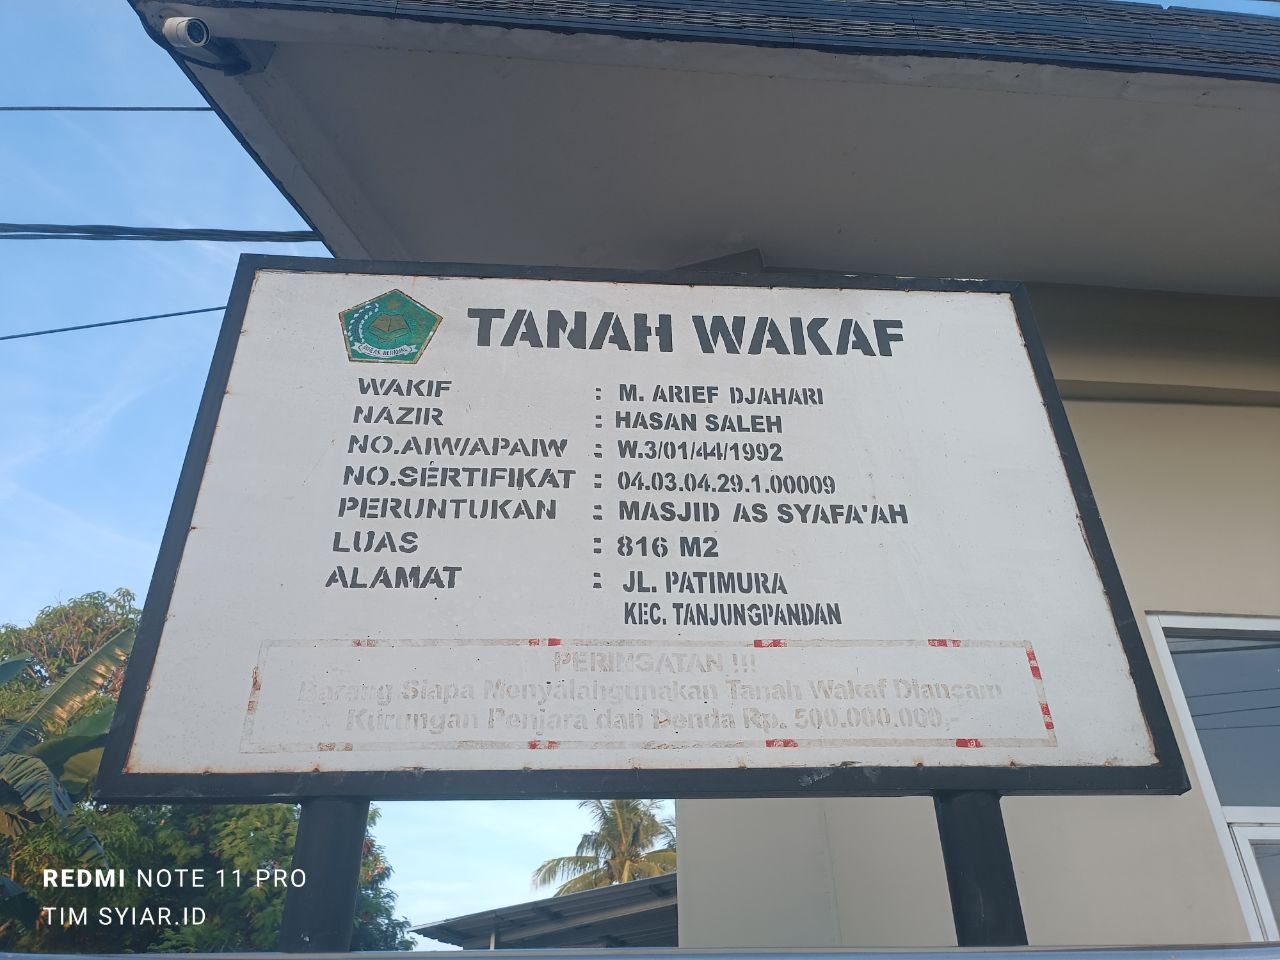 TANAH WAKAF
WAKIF : M. ARIEF DJAHARI
NAZIR : HASAN SALEH
NO.AIW/APAIW : W.3/01/44/1992
NO.SERTIFIKAT : 04.03.04.29.1.00009
PERUNTUKAN : MASJID AS SYAFA'AH
LUAS : 816 M2
ALAMAT : JL. PATIMURA
KEC. TANJUNGPANDAN
PERINGATAN !!!
Barang Siapa Menyalahgunakan Tanah Wakaf Diancam
Kurungan Penjara dan Denda Rp. 500.000.000,-
REDMI NOTE 11 PRO
TIM SYIAR.ID